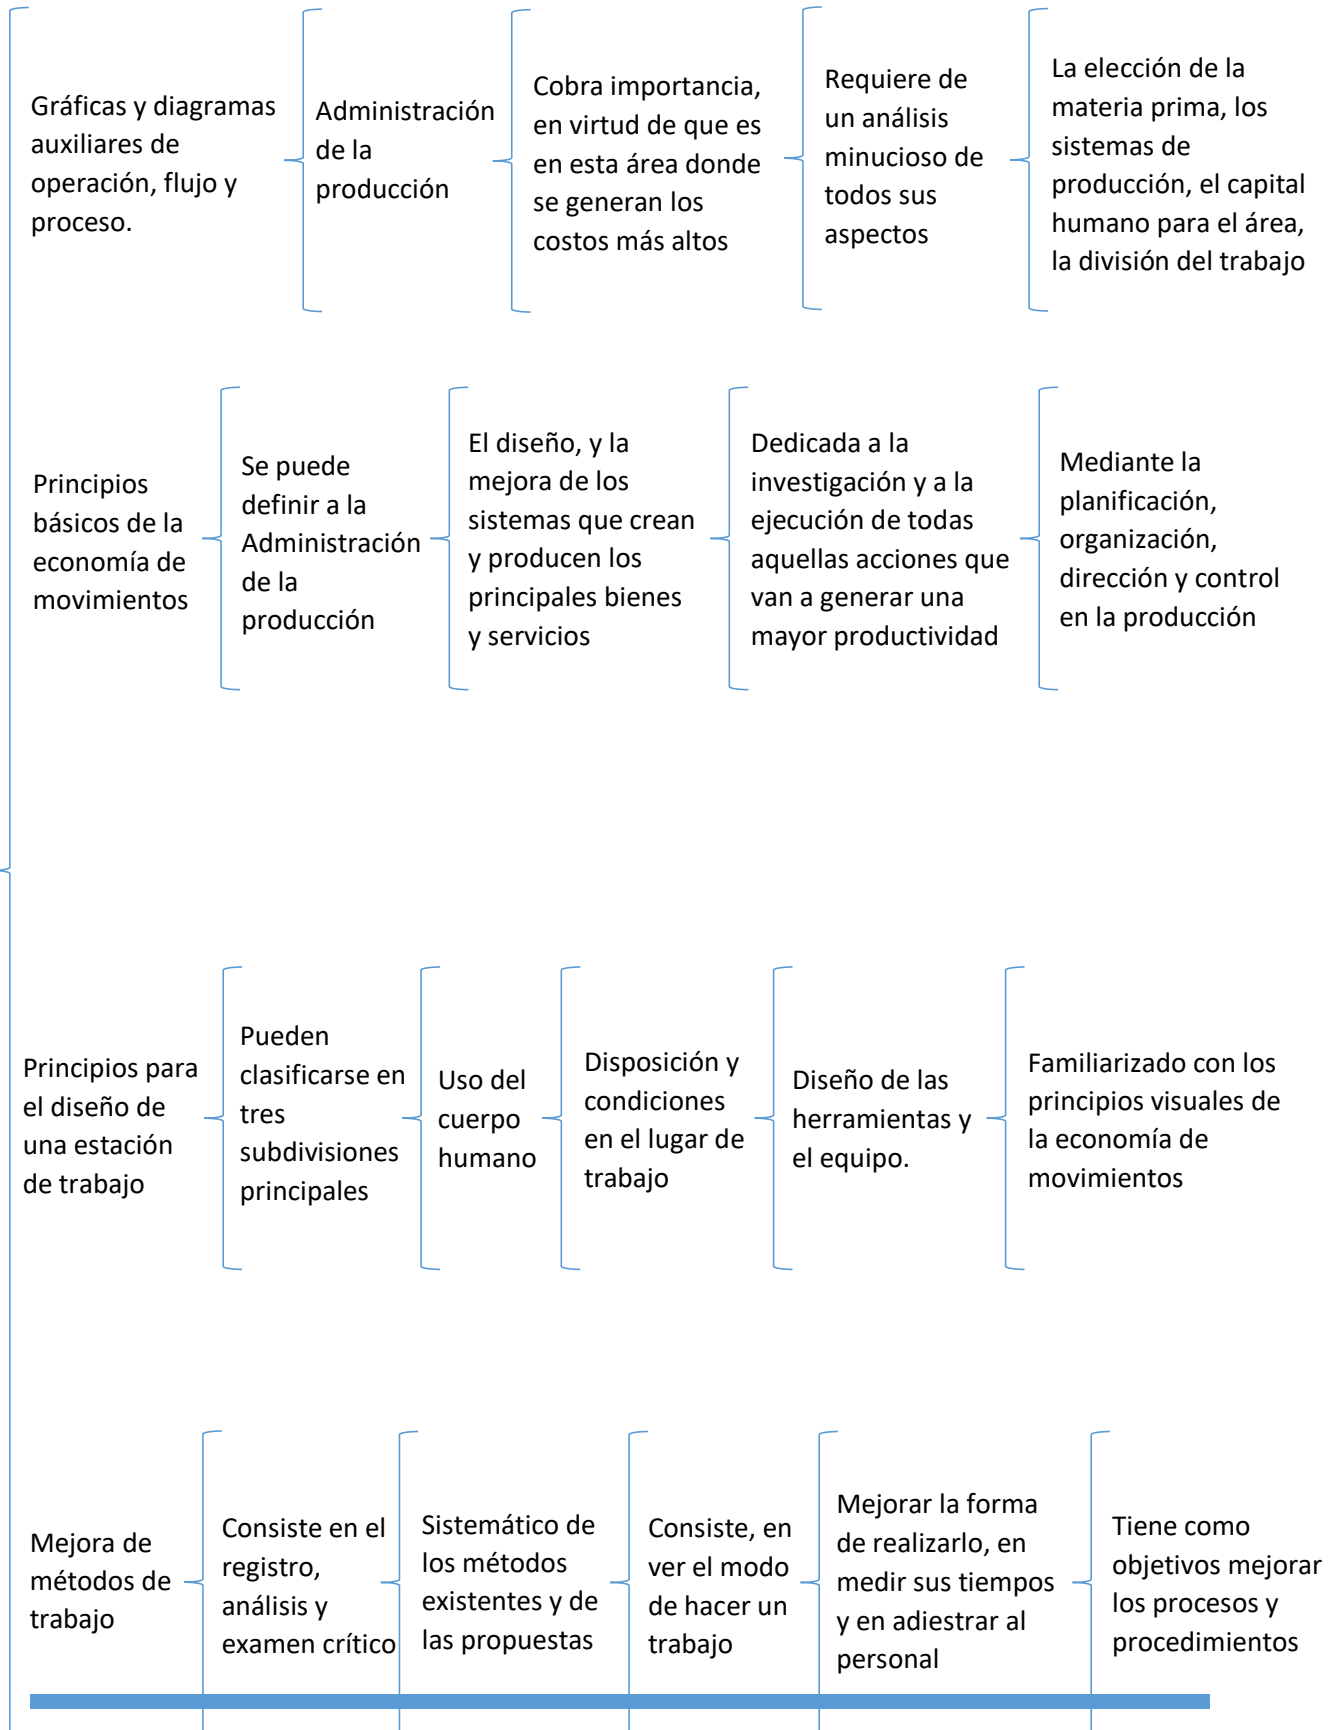 Gráficas y diagramas
auxiliares de
operación, flujo y
proceso.
Administración
de la
producción
Cobra importancia,
en virtud de que es
en esta área donde
se generan los
costos más altos
Requiere de
un análisis
minucioso de
todos sus
aspectos
La elección de la
materia prima, los
sistemas de
producción, el capital
humano para el área,
la división del trabajo
Principios
básicos de la
economía de
movimientos
Se puede
definir a la
Administración
de la
producción
El diseño, y la
mejora de los
sistemas que crean
y producen los
principales bienes
y servicios
Dedicada a la
investigación y a la
ejecución de todas
aquellas acciones que
van a generar una
mayor productividad
Mediante la
planificación,
organización,
dirección y control
en la producción
Principios para
el diseño de
una estación
de trabajo
Pueden
clasificarse en
tres
subdivisiones
principales
Uso del
cuerpo
humano
Disposición y
condiciones
en el lugar de
trabajo
Diseño de las
herramientas y
el equipo.
Familiarizado con los
principios visuales de
la economía de
movimientos
Mejora de
métodos de
trabajo
Consiste en el
registro,
análisis y
examen crítico
Sistemático de
los métodos
existentes y de
las propuestas
Consiste, en
ver el modo
de hacer un
trabajo
Mejorar la forma
de realizarlo, en
medir sus tiempos
y en adiestrar al
personal
Tiene como
objetivos mejorar
los procesos y
procedimientos